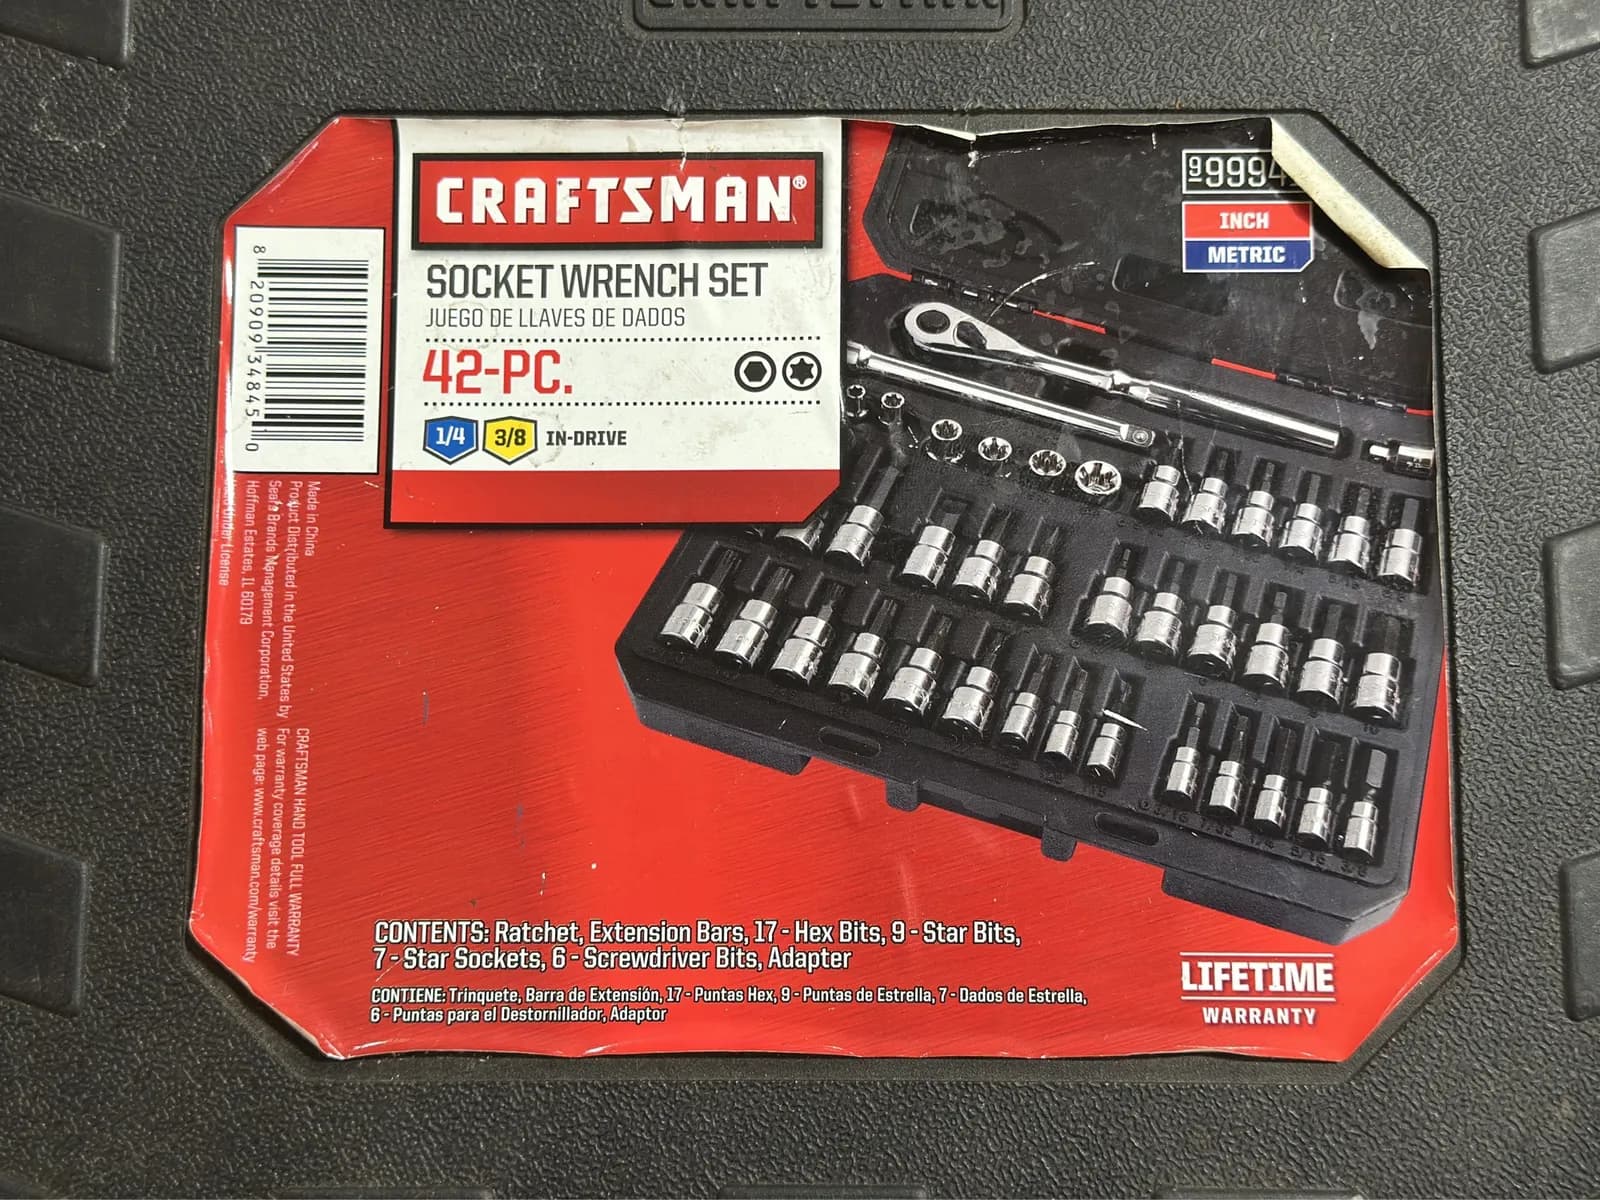 CRAFTSMAN®
SOCKET WRENCH SET
JUEGO DE LLAVES DE DADOS
42-PC.
1/4 3/8 IN-DRIVE
9
999
INCH
METRIC
8 20909 34845 0
Made in China
Product Distributed in the United States by
Sears Brands Management Corporation,
Hoffman Estates, IL 60179
Under License
CRAFTSMAN HAND TOOL FULL WARRANTY
For warranty coverage details visit the
web page: www.craftsman.com/warranty
CONTENTS: Ratchet, Extension Bars, 17 - Hex Bits, 9 - Star Bits,
7 - Star Sockets, 6 - Screwdriver Bits, Adapter
CONTIENE: Trinquete, Barra de Extensión, 17 - Puntas Hex, 9 - Puntas de Estrella, 7 - Dados de Estrella,
6 - Puntas para el Destornillador, Adaptor
LIFETIME
WARRANTY